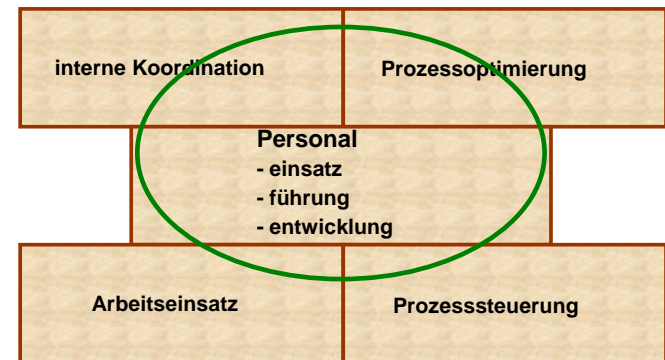 interne Koordination
Prozessoptimierung
Personal
- einsatz
- führung
- entwicklung
Arbeitseinsatz
Prozesssteuerung